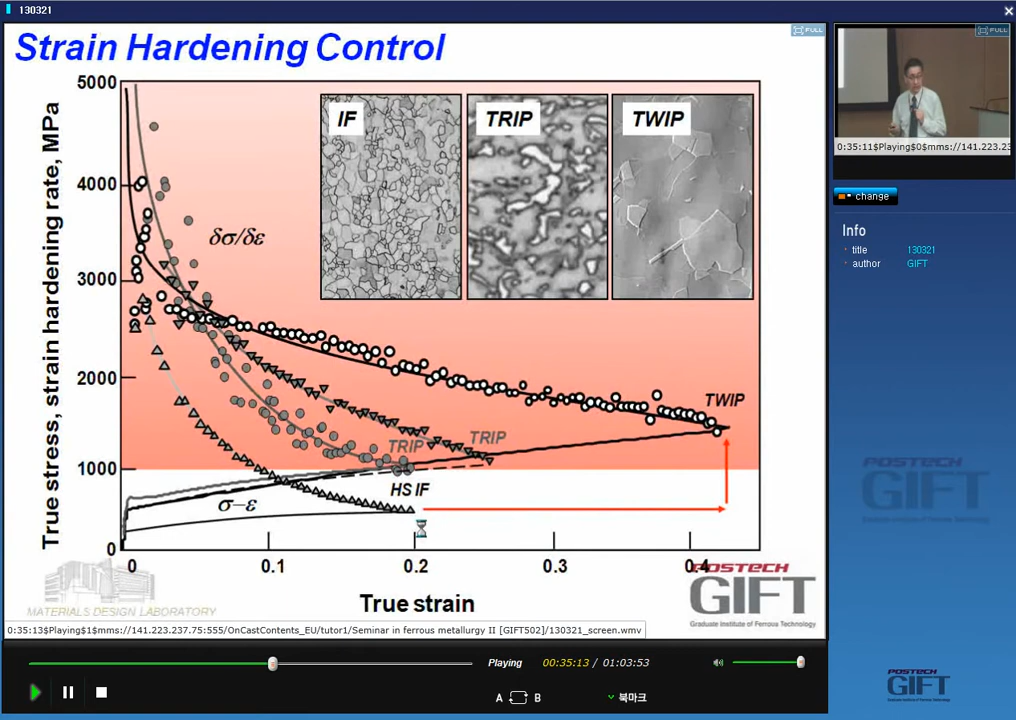 130321
Strain Hardening Control
FULL
FULL
True stress, strain hardening rate, MPa
5000
4000
3000
2000
1000
0
IF
TRIP
TWIP
δσ/δε
TWIP
TRIP
TRIP
HS IF
σ–ε
0
0.1
0.2
0.3
0.4
True strain
MATERIALS DESIGN LABORATORY
POSTECH
GIFT
Graduate Institute of Ferrous Technology
0:35:13$Playing$1$mms://141.223.237.75:555/OnCastContents_EU/tutor1/Seminar in ferrous metallurgy II [GIFT502]/130321_screen.wmv
0:35:11$Playing$0$mms://141.223.23
change
Info
title 130321
author GIFT
POSTECH
GIFT
Graduate Institute of Ferrous Technology
Playing 00:35:13 / 01:03:53
A B 북마크
POSTECH
GIFT